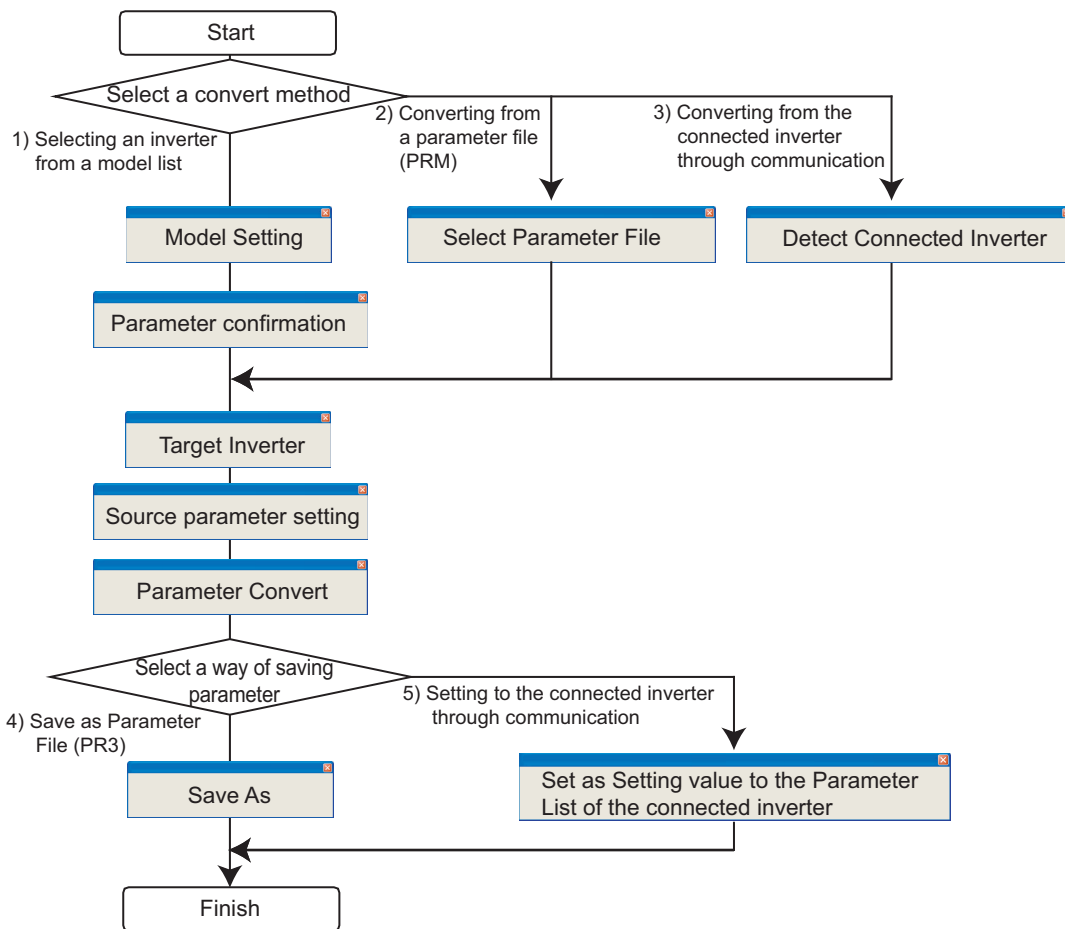 Start
Select a convert method
1) Selecting an inverter
from a model list
2) Converting from
a parameter file
(PRM)
3) Converting from the
connected inverter
through communication
Model Setting
Select Parameter File
Detect Connected Inverter
Parameter confirmation
Target Inverter
Source parameter setting
Parameter Convert
Select a way of saving
parameter
4) Save as Parameter
File (PR3)
5) Setting to the connected inverter
through communication
Save As
Set as Setting value to the Parameter
List of the connected inverter
Finish